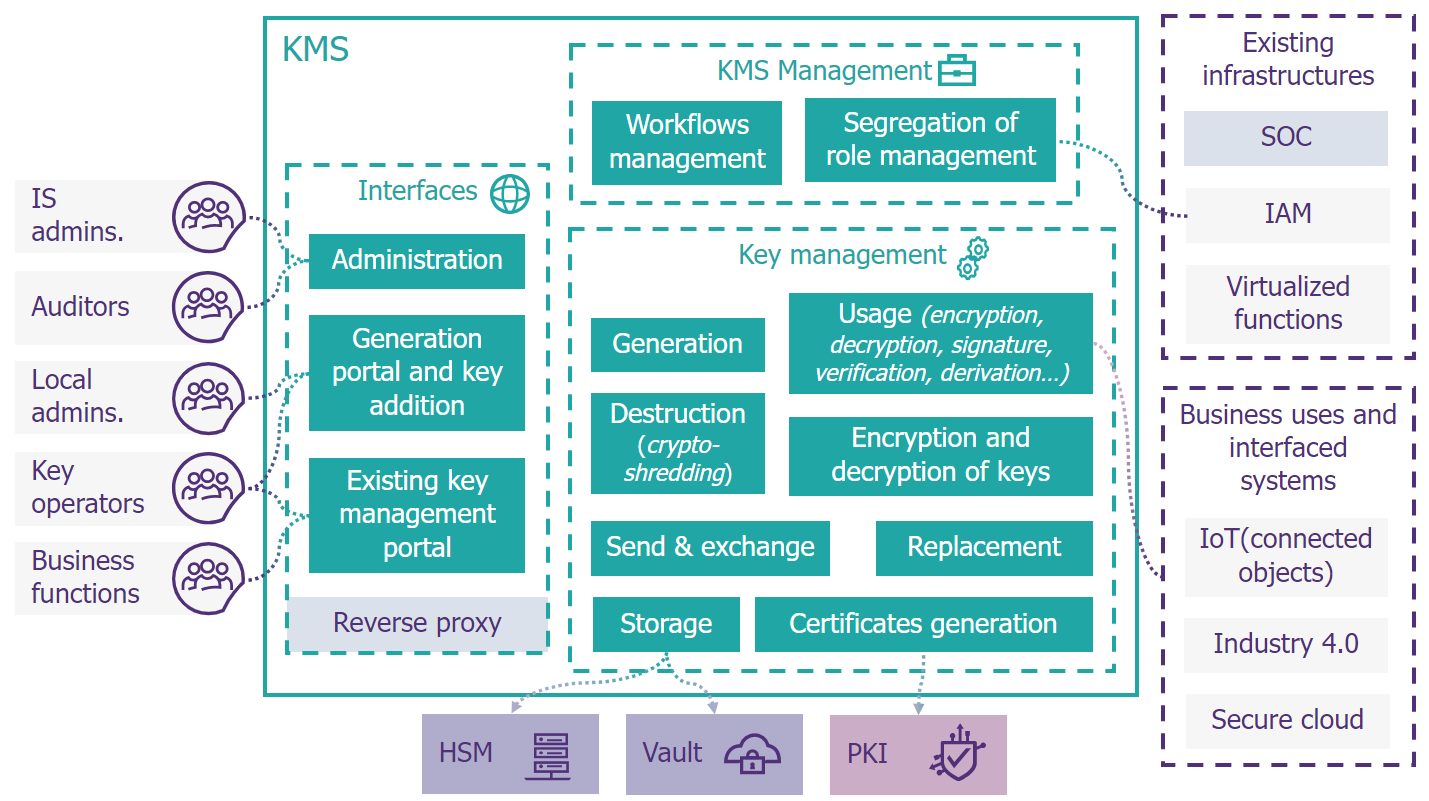 KMS
KMS Management
Workflows
management
Segregation of
role management
Interfaces
Administration
Generation
portal and key
addition
Existing key
management
portal
Reverse proxy
IS
admins.
Auditors
Local
admins.
Key
operators
Business
functions
Key management
Generation
Usage (encryption,
decryption, signature,
verification, derivation...)
Destruction
(crypto-
shredding)
Encryption and
decryption of keys
Send & exchange
Replacement
Storage
Certificates generation
HSM
Vault
PKI
Existing
infrastructures
SOC
IAM
Virtualized
functions
Business uses and
interfaced
systems
IoT(connected
objects)
Industry 4.0
Secure cloud